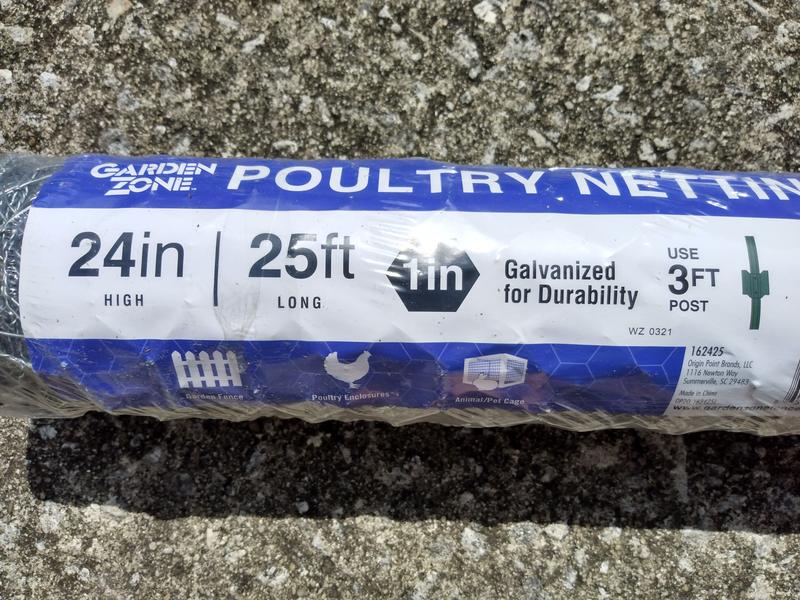 GARDEN
ZONE
POULTRY NETTIN
24in
HIGH
25ft
LONG
1in
Galvanized
for Durability
USE
3FT
POST
WZ 0321
Garden Fence
Poultry Enclosures
Animal/Pet Cage
162425
Origin Point Brands, LLC
1116 Newton Way
Summerville, SC 29483
Made in China